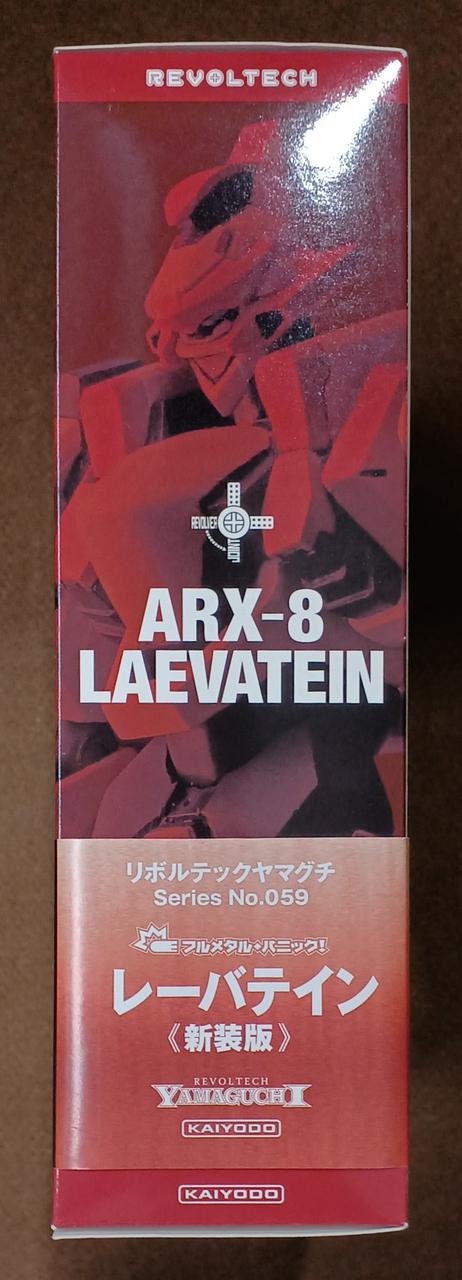 REVOLTECH
REVOLVER
JOINT
ARX-8
LAEVATEIN
リボルテックヤマグチ
Series No.059
フルメタル・パニック!
レーバテイン
《新装版》
REVOLTECH
YAMAGUCHI
KAIYODO
KAIYODO